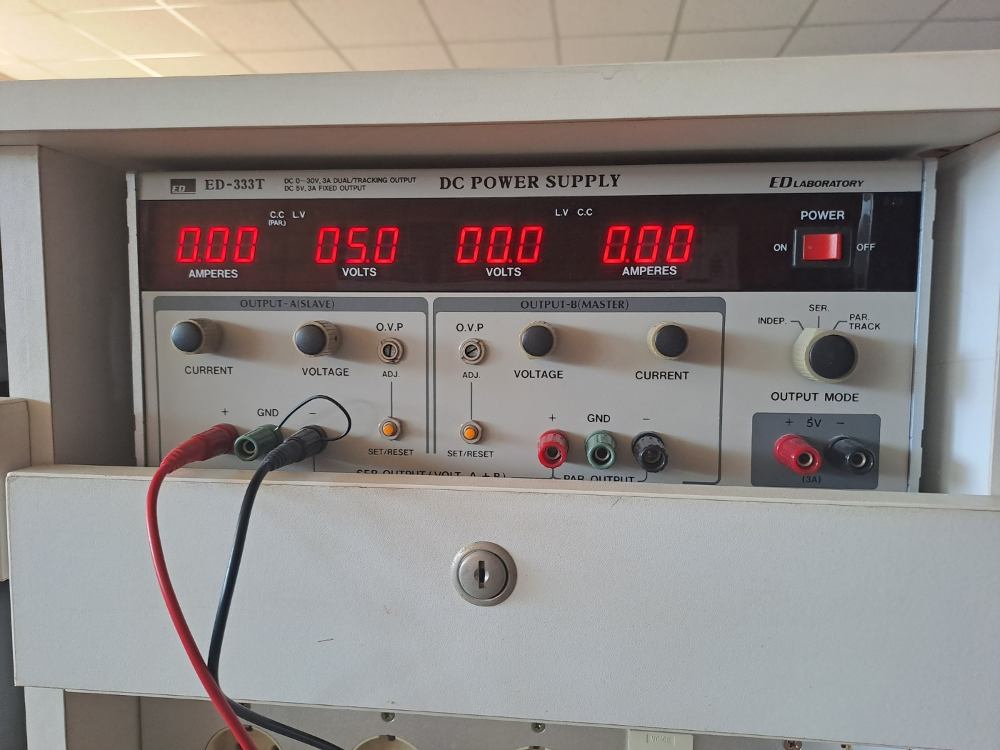 ED ED-333T
DC 0~30V, 3A DUAL/TRACKING OUTPUT
DC 5V, 3A FIXED OUTPUT
DC POWER SUPPLY
ED LABORATORY
C.C L.V
(PAR.)
L.V C.C
POWER
ON OFF
0.00 05.0 00.0 0.00
AMPERES VOLTS VOLTS AMPERES
OUTPUT-A(SLAVE)
OUTPUT-B(MASTER)
SER.
INDEP.
PAR.
TRACK
O.V.P
O.V.P
CURRENT VOLTAGE ADJ. ADJ. VOLTAGE CURRENT
OUTPUT MODE
+ GND −
+ GND −
+ 5V −
SET/RESET SET/RESET
SER OUTPUT (VOLT. A + B)
PAR OUTPUT
(3A)
VOICE